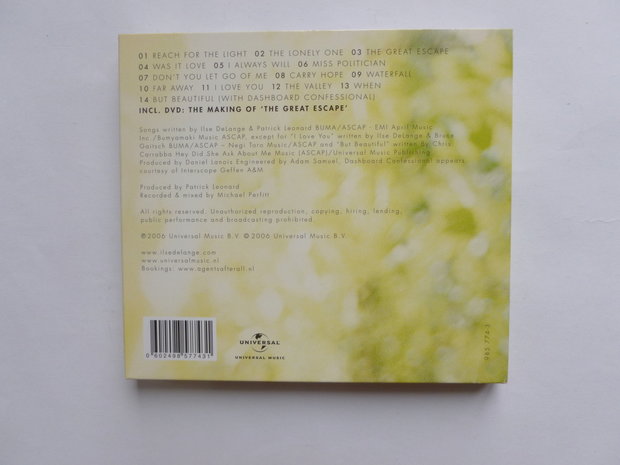 01 REACH FOR THE LIGHT 02 THE LONELY ONE 03 THE GREAT ESCAPE
04 WAS IT LOVE 05 I ALWAYS WILL 06 MISS POLITICIAN
07 DON'T YOU LET GO OF ME 08 CARRY HOPE 09 WATERFALL
10 FAR AWAY 11 I LOVE YOU 12 THE VALLEY 13 WHEN
14 BUT BEAUTIFUL (WITH DASHBOARD CONFESSIONAL)
INCL. DVD: THE MAKING OF 'THE GREAT ESCAPE'
Songs written by Ilse DeLange & Patrick Leonard BUMA/ASCAP - EMI April Music
Inc./Bunyamaki Music ASCAP, except for "I Love You" written by Ilse DeLange & Bruce
Gaitsch BUMA/ASCAP – Negi Toro Music/ASCAP and "But Beautiful" written by Chris
Carrabba Hey Did She Ask About Me Music (ASCAP)/Universal Music Publishing.
Produced by Daniel Lanois Engineered by Adam Samuel, Dashboard Confessional appears
courtesy of Interscope Geffen A&M
Produced by Patrick Leonard
Recorded & mixed by Michael Perfitt
All rights reserved. Unauthorized reproduction, copying, hiring, lending,
public performance and broadcasting prohibited.
℗ 2006 Universal Music B.V. © 2006 Universal Music B.V.
www.ilsedelange.com
www.universalmusic.nl
Bookings: www.agentsafterall.nl
0 602498 577431
UNIVERSAL
UNIVERSAL MUSIC
985 774-3